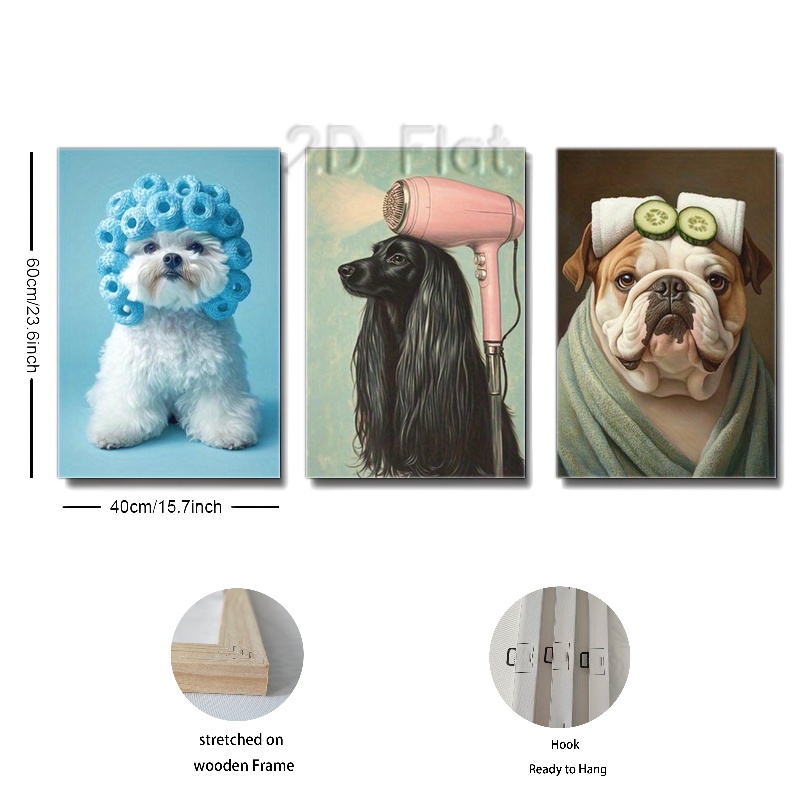 2D Flat
60cm/23.6inch
40cm/15.7inch
stretched on
wooden Frame
Hook
Ready to Hang